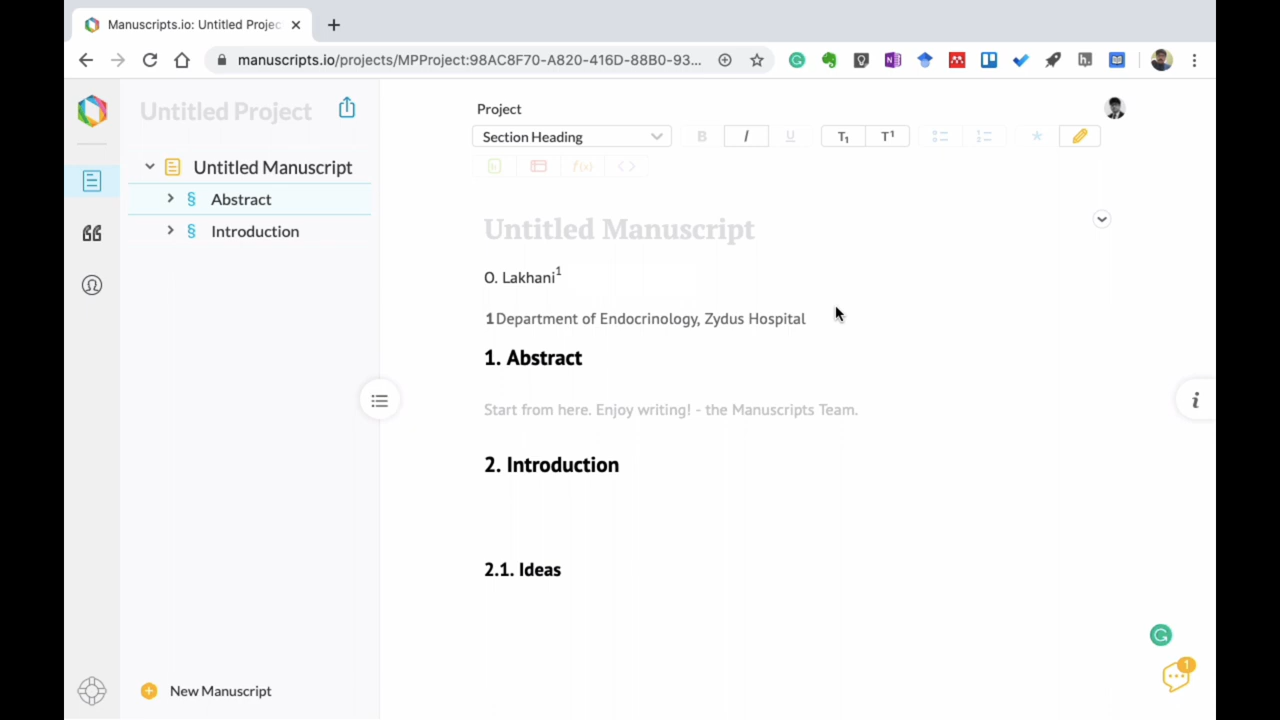 Manuscripts.io: Untitled Projec
manuscripts.io/projects/MPProject:98AC8F70-A820-416D-88B0-93...
Untitled Project
Untitled Manuscript
§ Abstract
§ Introduction
New Manuscript
Project
Section Heading
B I U T₁ T¹
f(x) <>
Untitled Manuscript
O. Lakhani¹
1Department of Endocrinology, Zydus Hospital
1. Abstract
Start from here. Enjoy writing! - the Manuscripts Team.
2. Introduction
2.1. Ideas
i
1